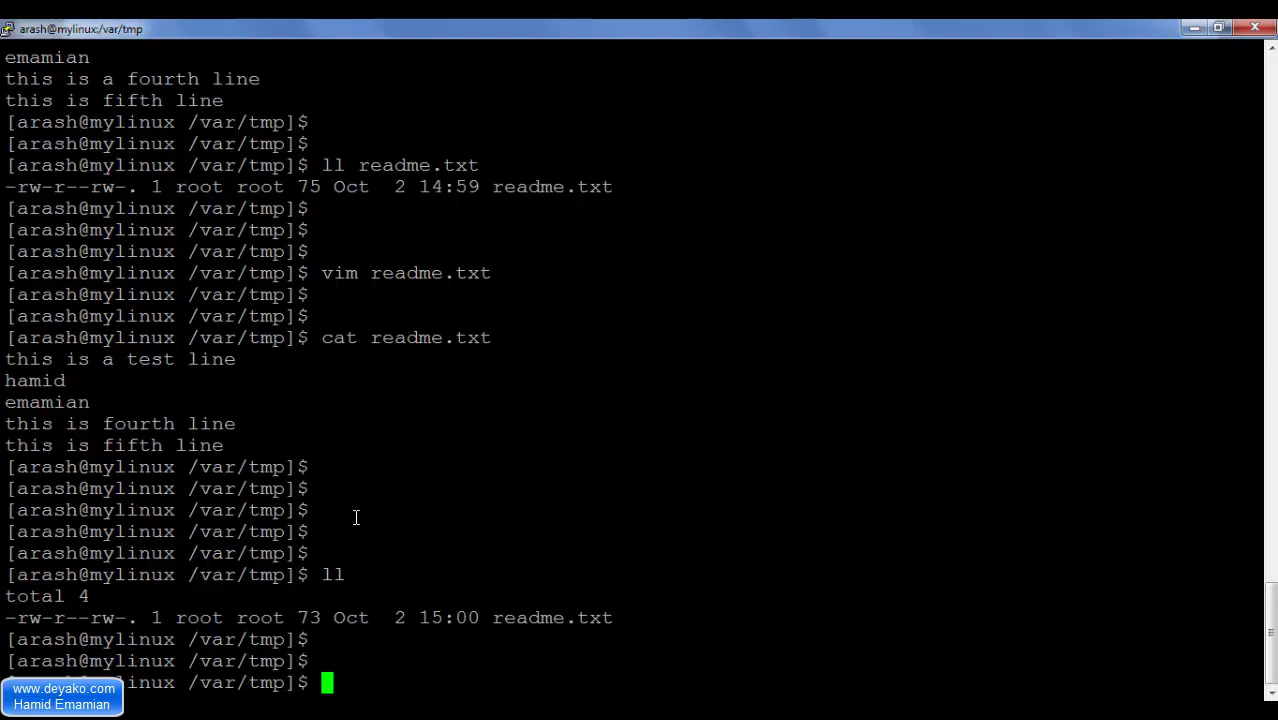 arash@mylinux:/var/tmp
emamian
this is a fourth line
this is fifth line
[arash@mylinux /var/tmp]$
[arash@mylinux /var/tmp]$
[arash@mylinux /var/tmp]$ ll readme.txt
-rw-r--rw-. 1 root root 75 Oct  2 14:59 readme.txt
[arash@mylinux /var/tmp]$
[arash@mylinux /var/tmp]$
[arash@mylinux /var/tmp]$
[arash@mylinux /var/tmp]$ vim readme.txt
[arash@mylinux /var/tmp]$
[arash@mylinux /var/tmp]$
[arash@mylinux /var/tmp]$ cat readme.txt
this is a test line
hamid
emamian
this is fourth line
this is fifth line
[arash@mylinux /var/tmp]$
[arash@mylinux /var/tmp]$
[arash@mylinux /var/tmp]$
[arash@mylinux /var/tmp]$
[arash@mylinux /var/tmp]$
[arash@mylinux /var/tmp]$ ll
total 4
-rw-r--rw-. 1 root root 73 Oct  2 15:00 readme.txt
[arash@mylinux /var/tmp]$
[arash@mylinux /var/tmp]$
mylinux /var/tmp]$
www.deyako.com
Hamid Emamian